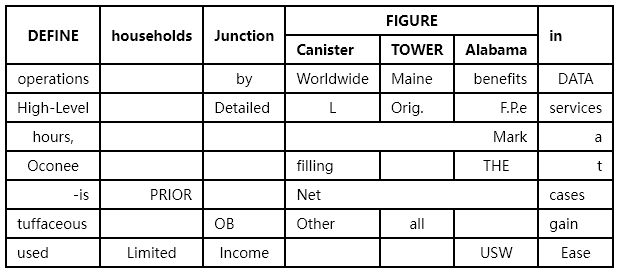 DEFINE households Junction FIGURE in
Canister TOWER Alabama
operations by Worldwide Maine benefits DATA
High-Level Detailed L Orig. F.P.e services
hours, Mark a
Oconee filling THE t
-is PRIOR Net cases
tuffaceous OB Other all gain
used Limited Income USW Ease